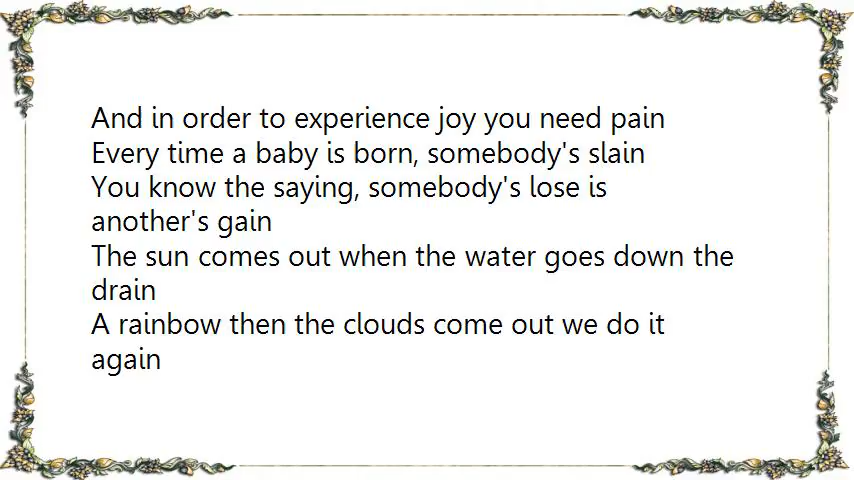 And in order to experience joy you need pain
Every time a baby is born, somebody's slain
You know the saying, somebody's lose is
another's gain
The sun comes out when the water goes down the
drain
A rainbow then the clouds come out we do it
again